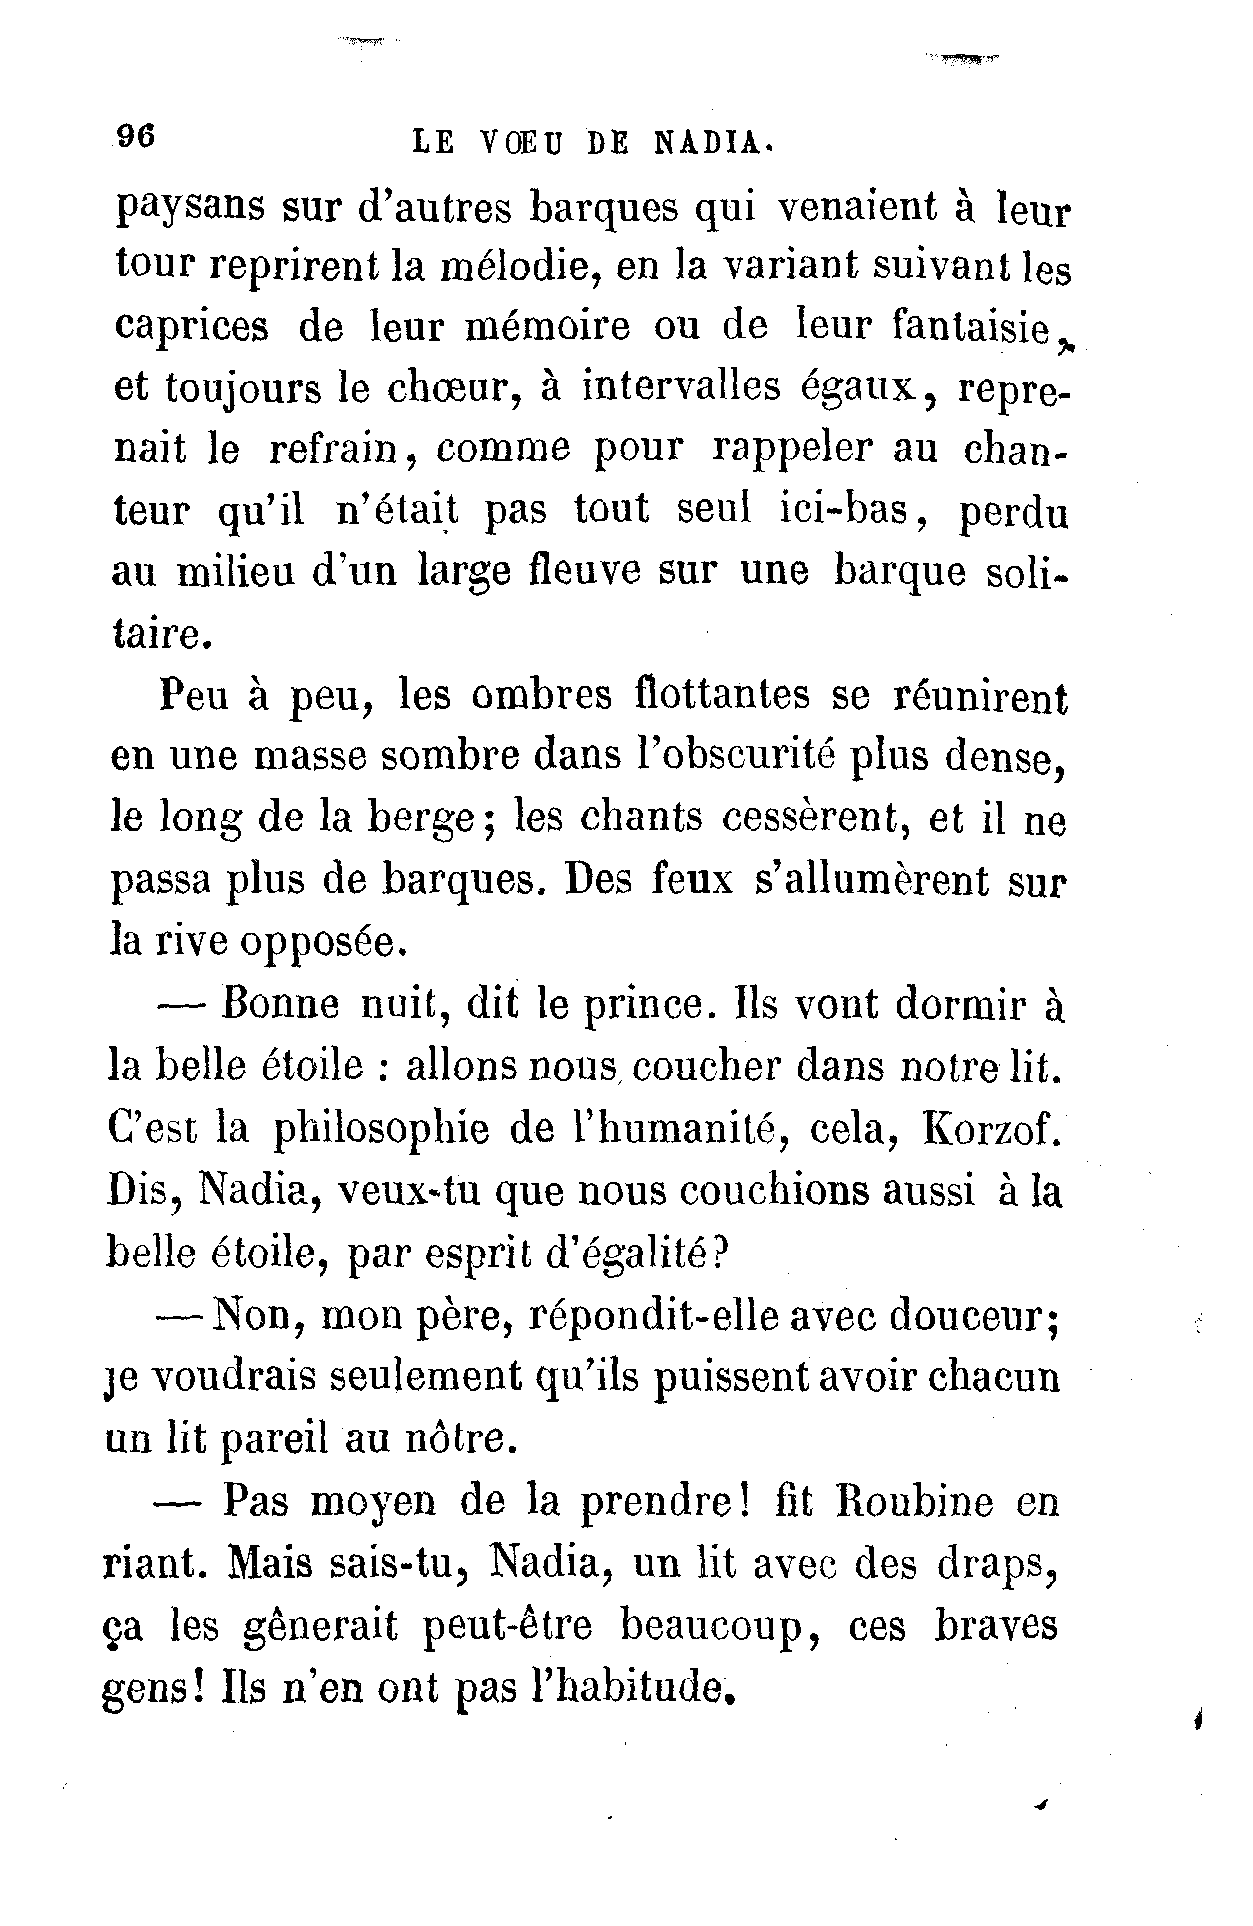 96 LE VŒU DE NADIA.
paysans sur d'autres barques qui venaient à leur
tour reprirent la mélodie, en la variant suivant les
caprices de leur mémoire ou de leur fantaisie,
et toujours le chœur, à intervalles égaux, repre-
nait le refrain, comme pour rappeler au chan-
teur qu'il n'était pas tout seul ici-bas, perdu
au milieu d'un large fleuve sur une barque soli-
taire.
Peu à peu, les ombres flottantes se réunirent
en une masse sombre dans l'obscurité plus dense,
le long de la berge; les chants cessèrent, et il ne
passa plus de barques. Des feux s'allumèrent sur
la rive opposée.
— Bonne nuit, dit le prince. Ils vont dormir à
la belle étoile : allons nous coucher dans notre lit.
C'est la philosophie de l'humanité, cela, Korzof.
Dis, Nadia, veux-tu que nous couchions aussi à la
belle étoile, par esprit d'égalité?
— Non, mon père, répondit-elle avec douceur;
je voudrais seulement qu'ils puissent avoir chacun
un lit pareil au nôtre.
— Pas moyen de la prendre! fit Roubine en
riant. Mais sais-tu, Nadia, un lit avec des draps,
ça les gênerait peut-être beaucoup, ces braves
gens! Ils n'en ont pas l'habitude.